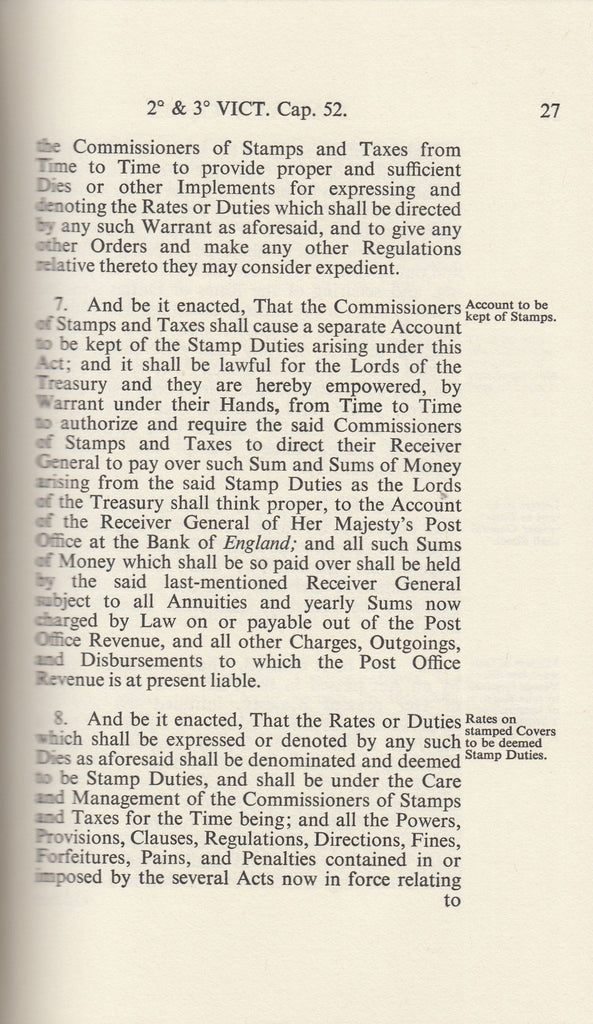 2° & 3° VICT. Cap. 52.
27
the Commissioners of Stamps and Taxes from
Time to Time to provide proper and sufficient
Dies or other Implements for expressing and
denoting the Rates or Duties which shall be directed
by any such Warrant as aforesaid, and to give any
other Orders and make any other Regulations
relative thereto they may consider expedient.
7. And be it enacted, That the Commissioners
of Stamps and Taxes shall cause a separate Account
to be kept of the Stamp Duties arising under this
Act; and it shall be lawful for the Lords of the
Treasury and they are hereby empowered, by
Warrant under their Hands, from Time to Time
to authorize and require the said Commissioners
of Stamps and Taxes to direct their Receiver
General to pay over such Sum and Sums of Money
arising from the said Stamp Duties as the Lords
of the Treasury shall think proper, to the Account
of the Receiver General of Her Majesty's Post
Office at the Bank of England; and all such Sums
of Money which shall be so paid over shall be held
by the said last-mentioned Receiver General
subject to all Annuities and yearly Sums now
charged by Law on or payable out of the Post
Office Revenue, and all other Charges, Outgoings,
and Disbursements to which the Post Office
Revenue is at present liable.
Account to be
kept of Stamps.
8. And be it enacted, That the Rates or Duties
which shall be expressed or denoted by any such
Dies as aforesaid shall be denominated and deemed
to be Stamp Duties, and shall be under the Care
and Management of the Commissioners of Stamps
and Taxes for the Time being; and all the Powers,
Provisions, Clauses, Regulations, Directions, Fines,
Forfeitures, Pains, and Penalties contained in or
imposed by the several Acts now in force relating
to
Rates on
stamped Covers
to be deemed
Stamp Duties.